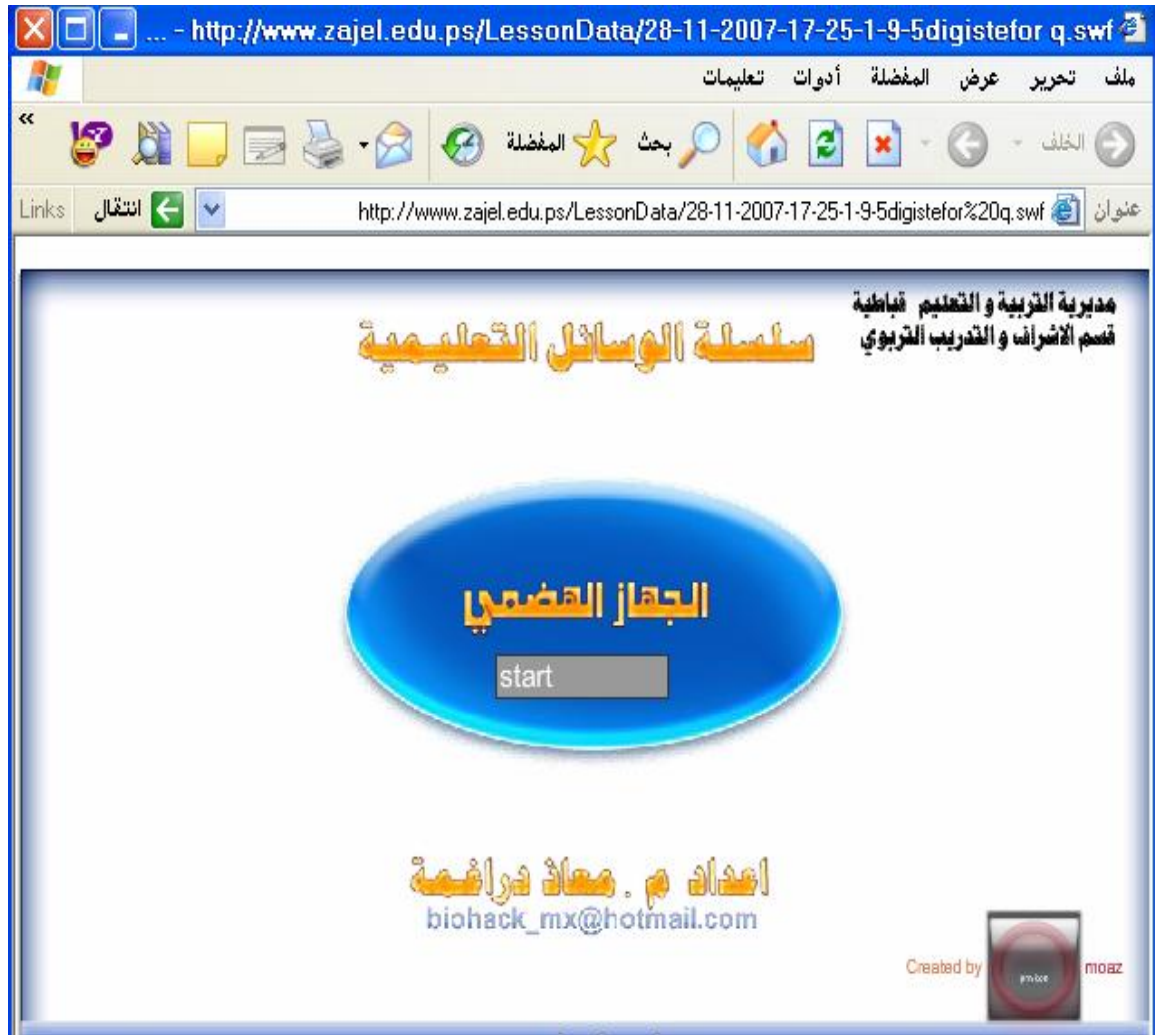 ... - http://www.zajel.edu.ps/LessonData/28-11-2007-17-25-1-9-5digistefor q.swf
ملف تحرير عرض المفضلة أدوات تعليمات
الخلف بحث المفضلة
عنوان http://www.zajel.edu.ps/LessonData/28-11-2007-17-25-1-9-5digistefor%20q.swf انتقال Links
مديرية التربية و التعليم قباطية
قسم الاشراف و التدريب التربوي
سلسلة الوسائل التعليمية
الجهاز الهضمي
start
اعداد م . معاذ دراغمة
biohack_mx@hotmail.com
Created by moaz